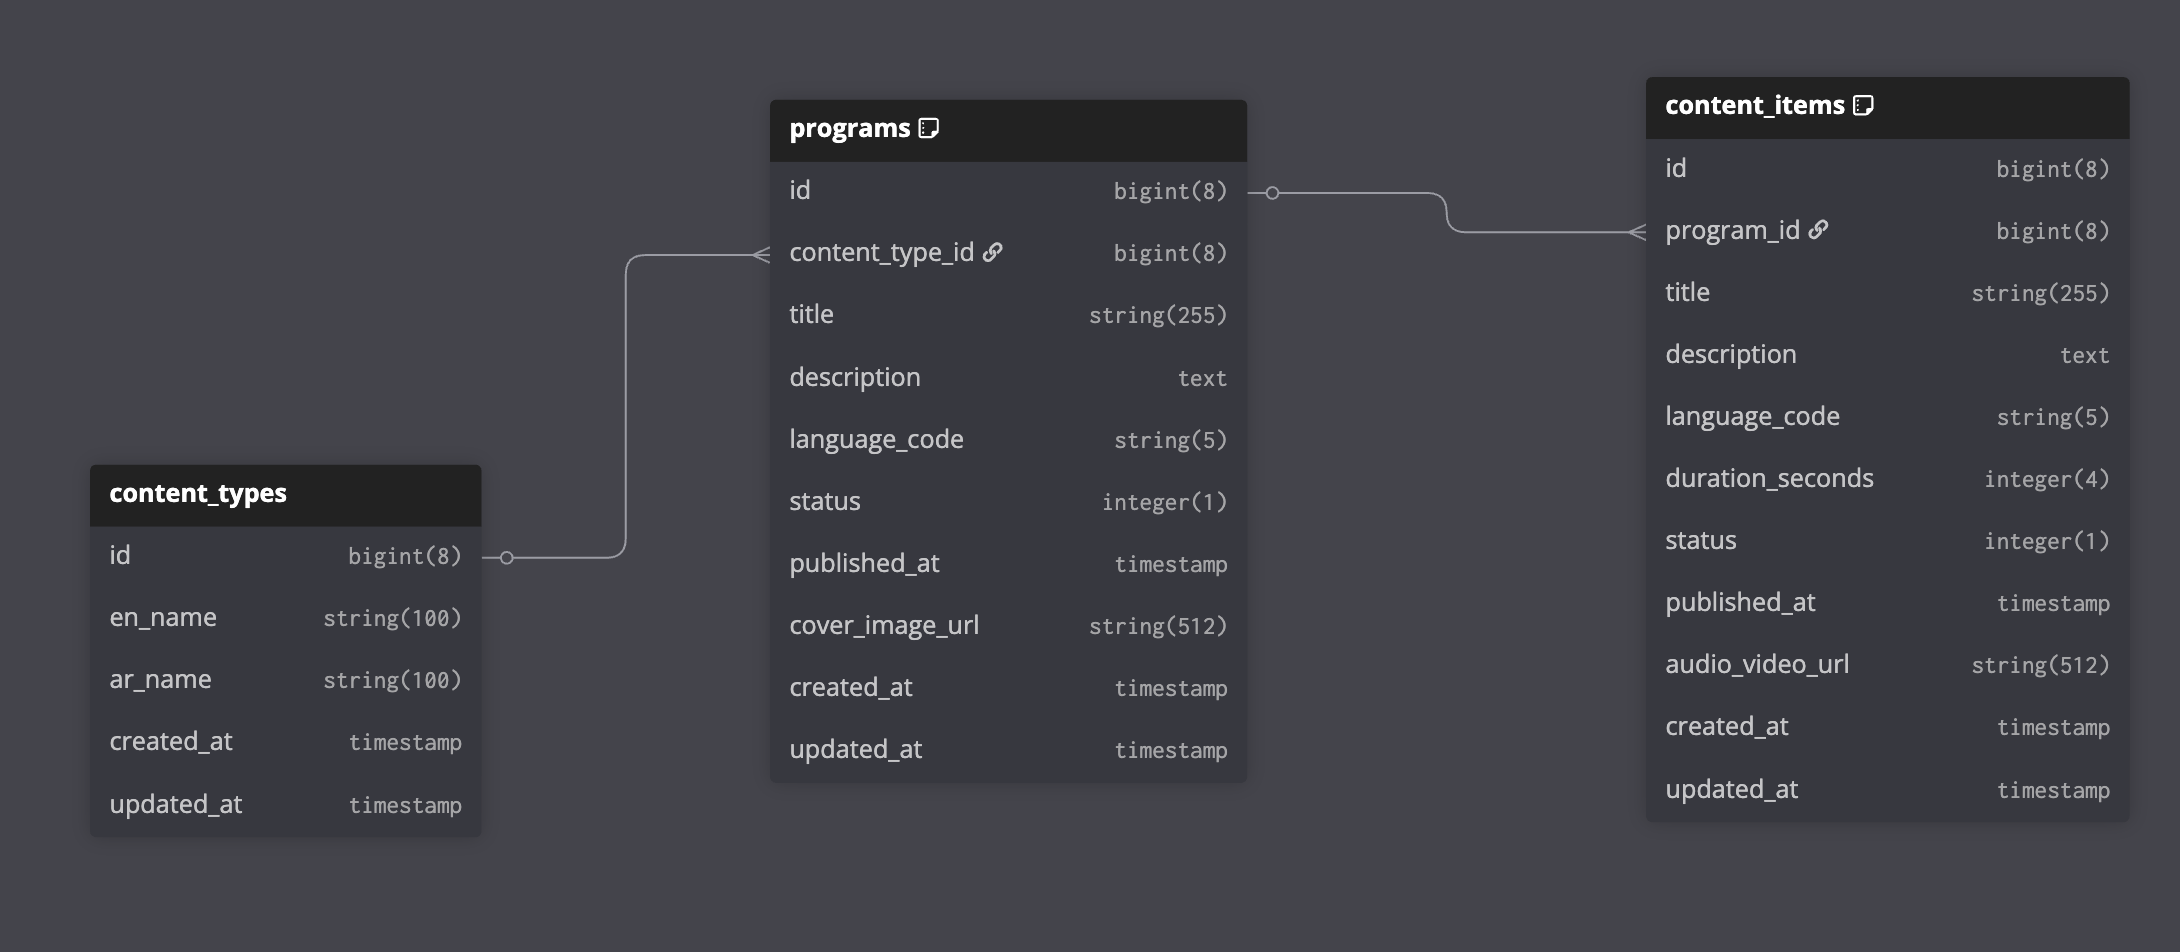 content_types
id bigint(8)
en_name string(100)
ar_name string(100)
created_at timestamp
updated_at timestamp
programs
id bigint(8)
content_type_id bigint(8)
title string(255)
description text
language_code string(5)
status integer(1)
published_at timestamp
cover_image_url string(512)
created_at timestamp
updated_at timestamp
content_items
id bigint(8)
program_id bigint(8)
title string(255)
description text
language_code string(5)
duration_seconds integer(4)
status integer(1)
published_at timestamp
audio_video_url string(512)
created_at timestamp
updated_at timestamp